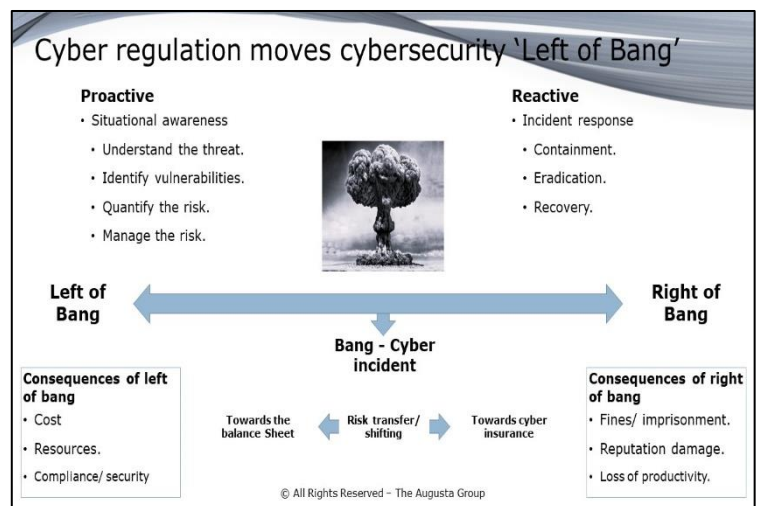 Cyber regulation moves cybersecurity ‘Left of Bang’
Proactive
• Situational awareness
• Understand the threat.
• Identify vulnerabilities.
• Quantify the risk.
• Manage the risk.
Reactive
• Incident response
• Containment.
• Eradication.
• Recovery.
Left of
Bang
Right of
Bang
Bang - Cyber
incident
Consequences of left
of bang
• Cost
• Resources.
• Compliance/ security
Towards the
balance Sheet
Risk transfer/
shifting
Towards cyber
insurance
Consequences of right
of bang
• Fines/ imprisonment.
• Reputation damage.
• Loss of productivity.
© All Rights Reserved – The Augusta Group